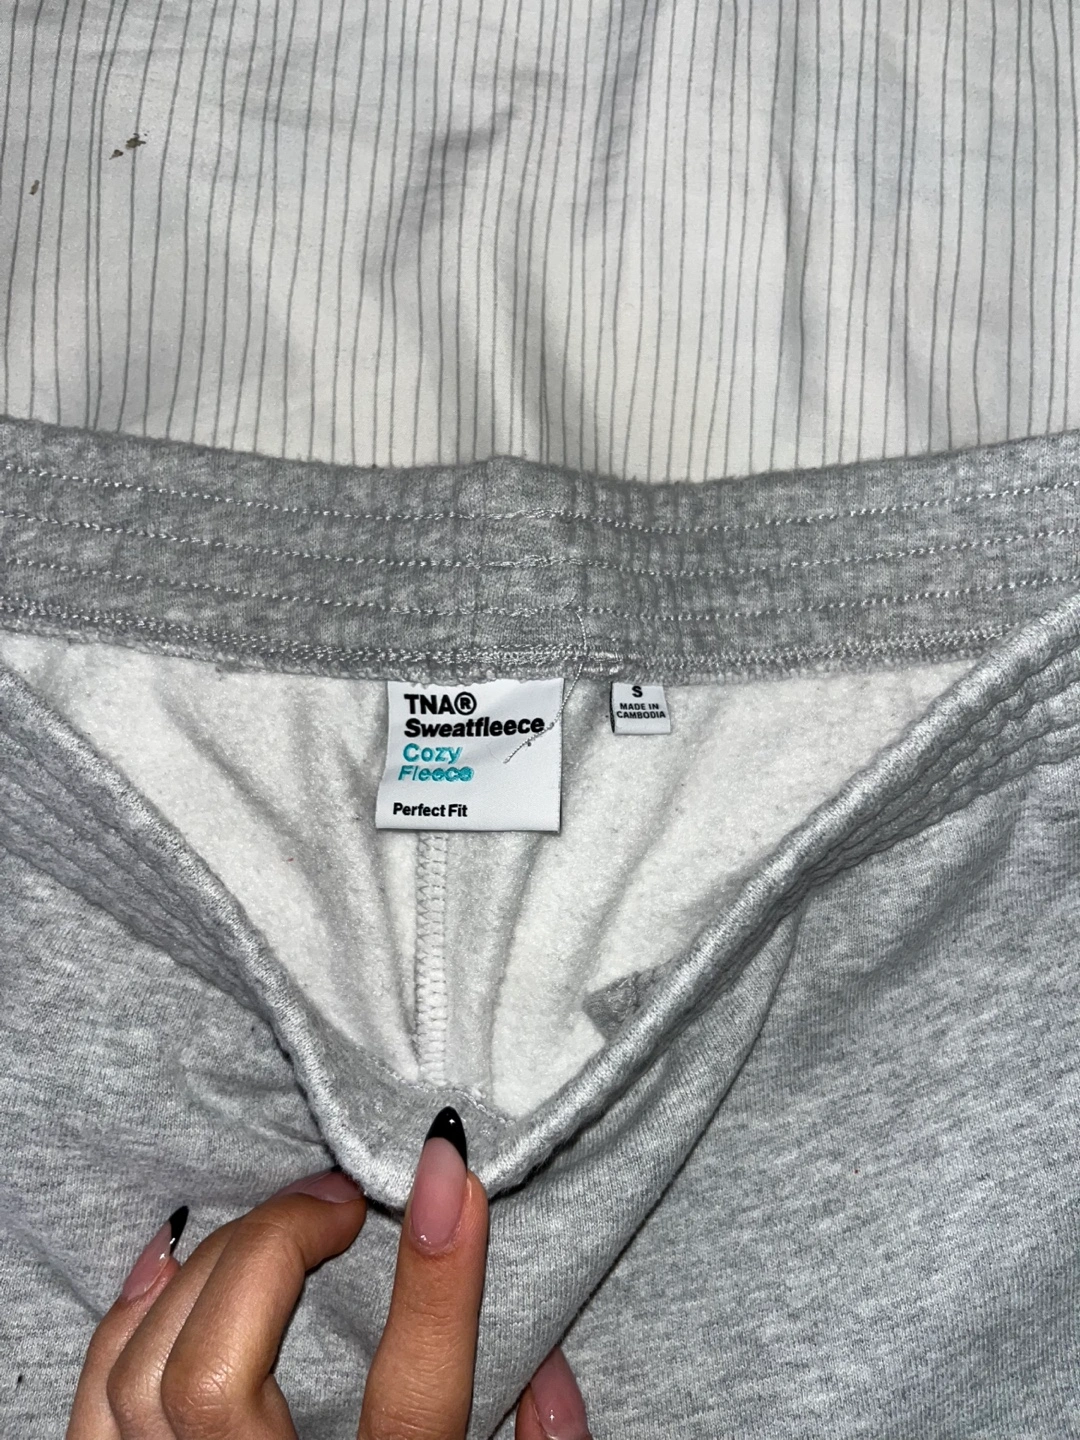 TNA®
Sweatfleece
Cozy
Fleece
Perfect Fit
S
MADE IN
CAMBODIA